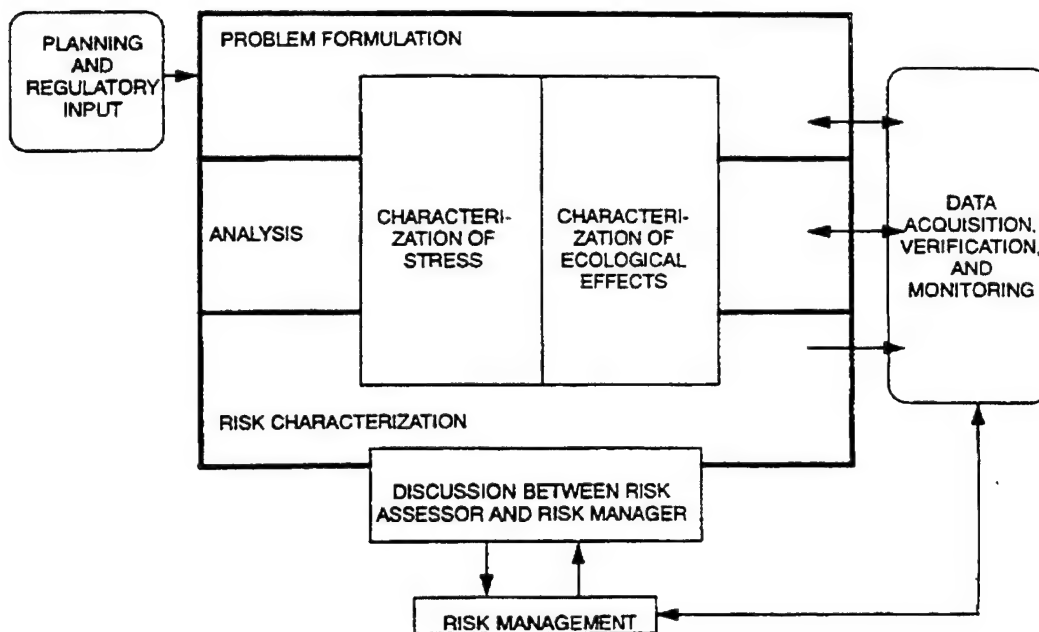 PLANNING
AND
REGULATORY
INPUT
PROBLEM FORMULATION
ANALYSIS
CHARACTERI-
ZATION OF
STRESS
CHARACTERI-
ZATION OF
ECOLOGICAL
EFFECTS
DATA
ACQUISITION,
VERIFICATION,
AND
MONITORING
RISK CHARACTERIZATION
DISCUSSION BETWEEN RISK
ASSESSOR AND RISK MANAGER
RISK MANAGEMENT